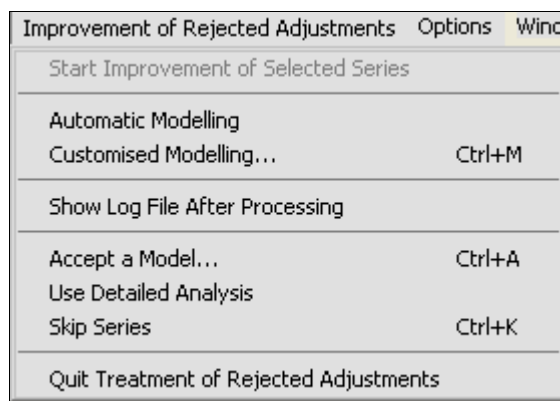 Improvement of Rejected Adjustments Options Wind
Start Improvement of Selected Series
Automatic Modelling
Customised Modelling... Ctrl+M
Show Log File After Processing
Accept a Model... Ctrl+A
Use Detailed Analysis
Skip Series Ctrl+K
Quit Treatment of Rejected Adjustments